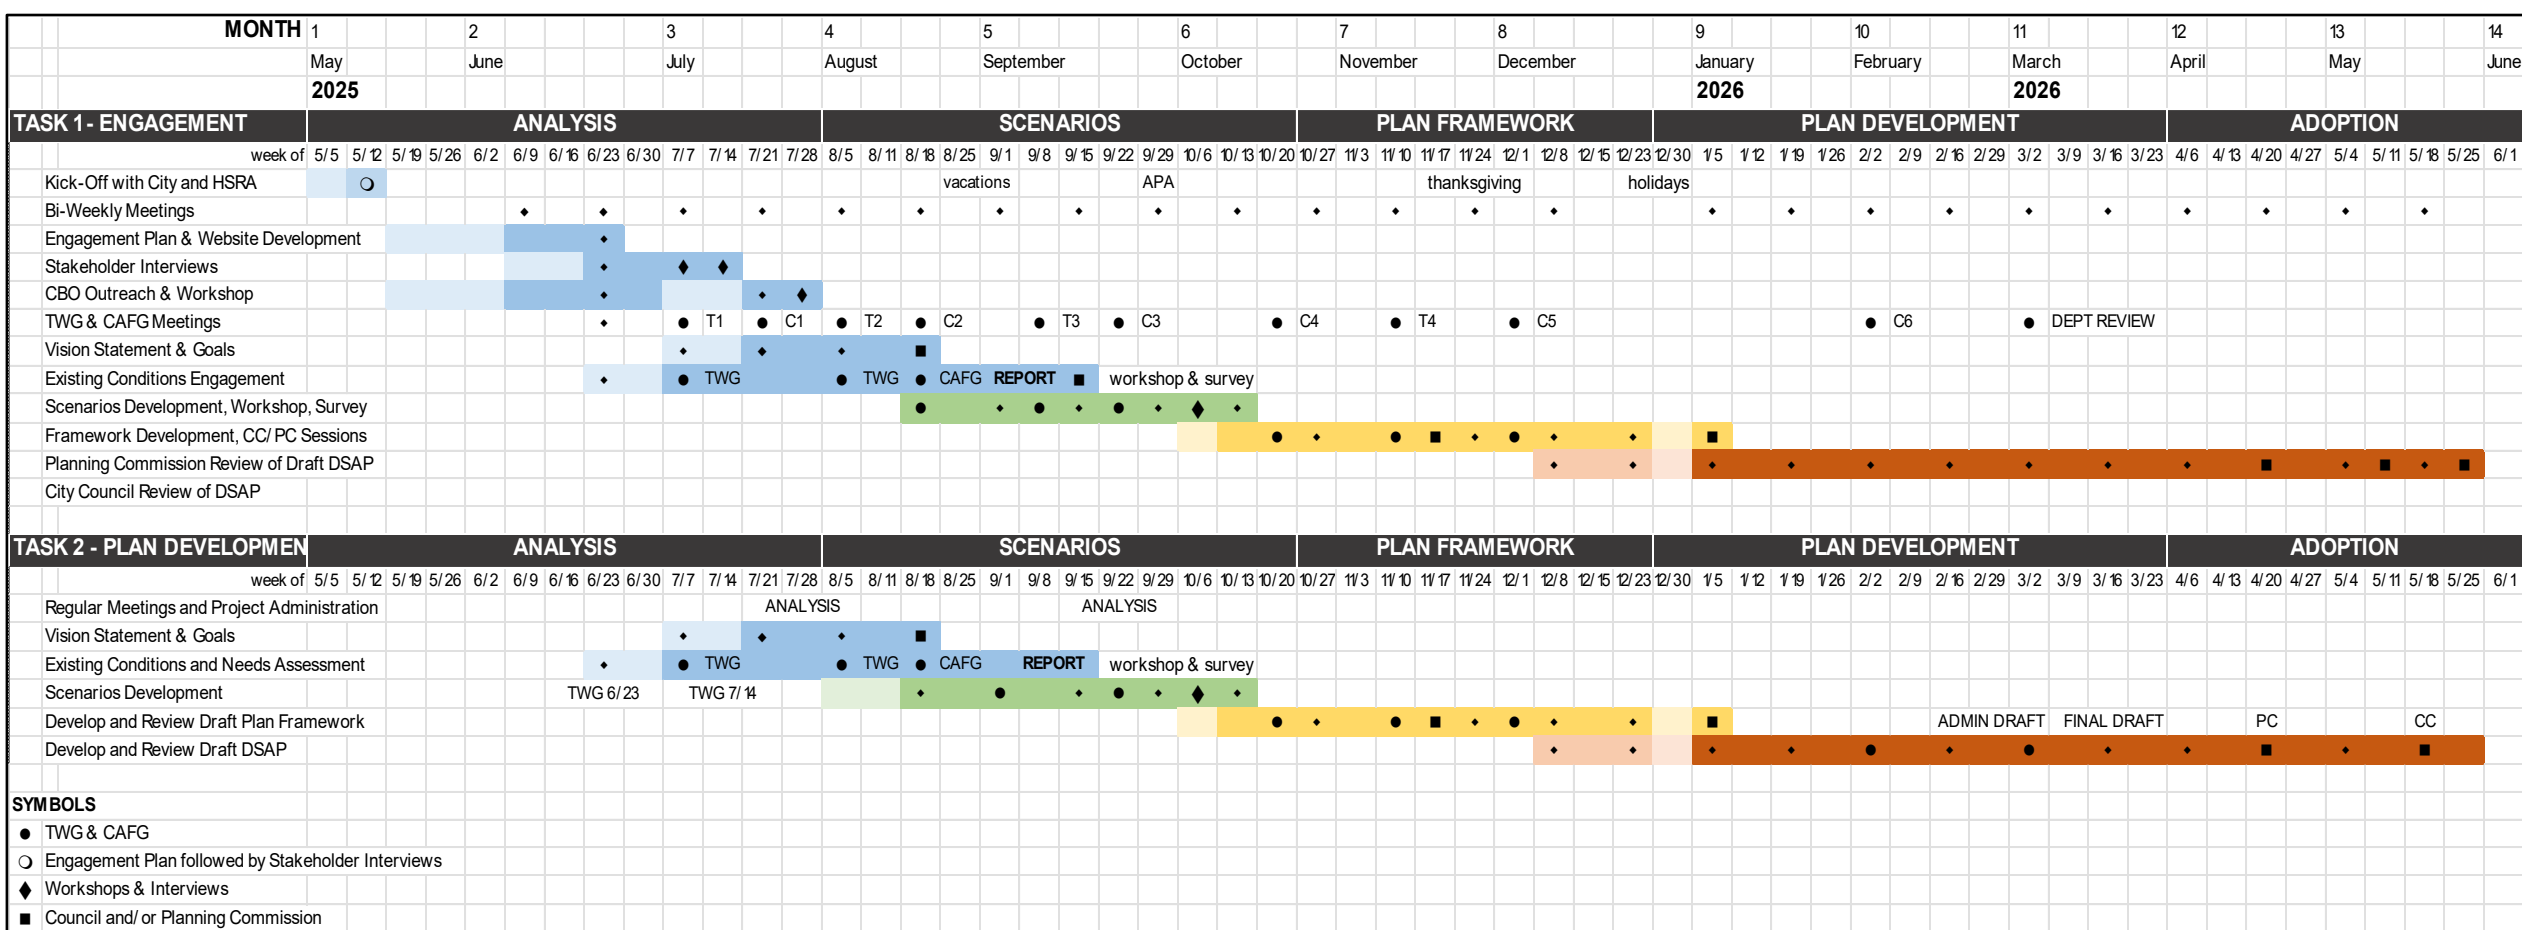 MONTH 1 2 3 4 5 6 7 8 9 10 11 12 13 14
May June July August September October November December January February March April May June
2025 2026 2026
TASK 1 - ENGAGEMENT ANALYSIS SCENARIOS PLAN FRAMEWORK PLAN DEVELOPMENT ADOPTION
week of 5/5 5/12 5/19 5/26 6/2 6/9 6/16 6/23 6/30 7/7 7/14 7/21 7/28 8/5 8/11 8/18 8/25 9/1 9/8 9/15 9/22 9/29 10/6 10/13 10/20 10/27 11/3 11/10 11/17 11/24 12/1 12/8 12/15 12/23 12/30 1/5 1/12 1/19 1/26 2/2 2/9 2/16 2/29 3/2 3/9 3/16 3/23 4/6 4/13 4/20 4/27 5/4 5/11 5/18 5/25 6/1
Kick-Off with City and HSRA vacations APA thanksgiving holidays
Bi-Weekly Meetings
Engagement Plan & Website Development
Stakeholder Interviews
CBO Outreach & Workshop
TWG & CAFG Meetings T1 C1 T2 C2 T3 C3 C4 T4 C5 C6 DEPT REVIEW
Vision Statement & Goals
Existing Conditions Engagement TWG TWG CAFG REPORT workshop & survey
Scenarios Development, Workshop, Survey
Framework Development, CC/PC Sessions
Planning Commission Review of Draft DSAP
City Council Review of DSAP
TASK 2 - PLAN DEVELOPMEN ANALYSIS SCENARIOS PLAN FRAMEWORK PLAN DEVELOPMENT ADOPTION
week of 5/5 5/12 5/19 5/26 6/2 6/9 6/16 6/23 6/30 7/7 7/14 7/21 7/28 8/5 8/11 8/18 8/25 9/1 9/8 9/15 9/22 9/29 10/6 10/13 10/20 10/27 11/3 11/10 11/17 11/24 12/1 12/8 12/15 12/23 12/30 1/5 1/12 1/19 1/26 2/2 2/9 2/16 2/29 3/2 3/9 3/16 3/23 4/6 4/13 4/20 4/27 5/4 5/11 5/18 5/25 6/1
Regular Meetings and Project Administration ANALYSIS ANALYSIS
Vision Statement & Goals
Existing Conditions and Needs Assessment TWG TWG CAFG REPORT workshop & survey
Scenarios Development TWG 6/23 TWG 7/14
Develop and Review Draft Plan Framework ADMIN DRAFT FINAL DRAFT PC CC
Develop and Review Draft DSAP
SYMBOLS
TWG & CAFG
Engagement Plan followed by Stakeholder Interviews
Workshops & Interviews
Council and/or Planning Commission